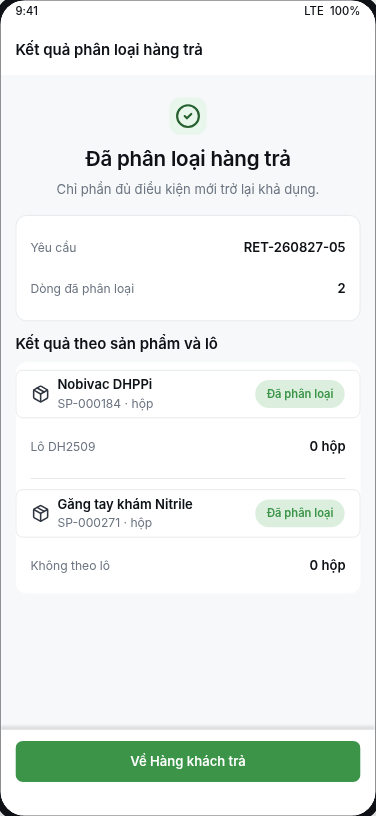 9:41
LTE 100%
Kết quả phân loại hàng trả
Đã phân loại hàng trả
Chỉ phần đủ điều kiện mới trở lại khả dụng.
Yêu cầu
RET-260827-05
Dòng đã phân loại
2
Kết quả theo sản phẩm và lô
Nobivac DHPPi
SP-000184 · hộp
Đã phân loại
Lô DH2509
0 hộp
Găng tay khám Nitrile
SP-000271 · hộp
Đã phân loại
Không theo lô
0 hộp
Về Hàng khách trả